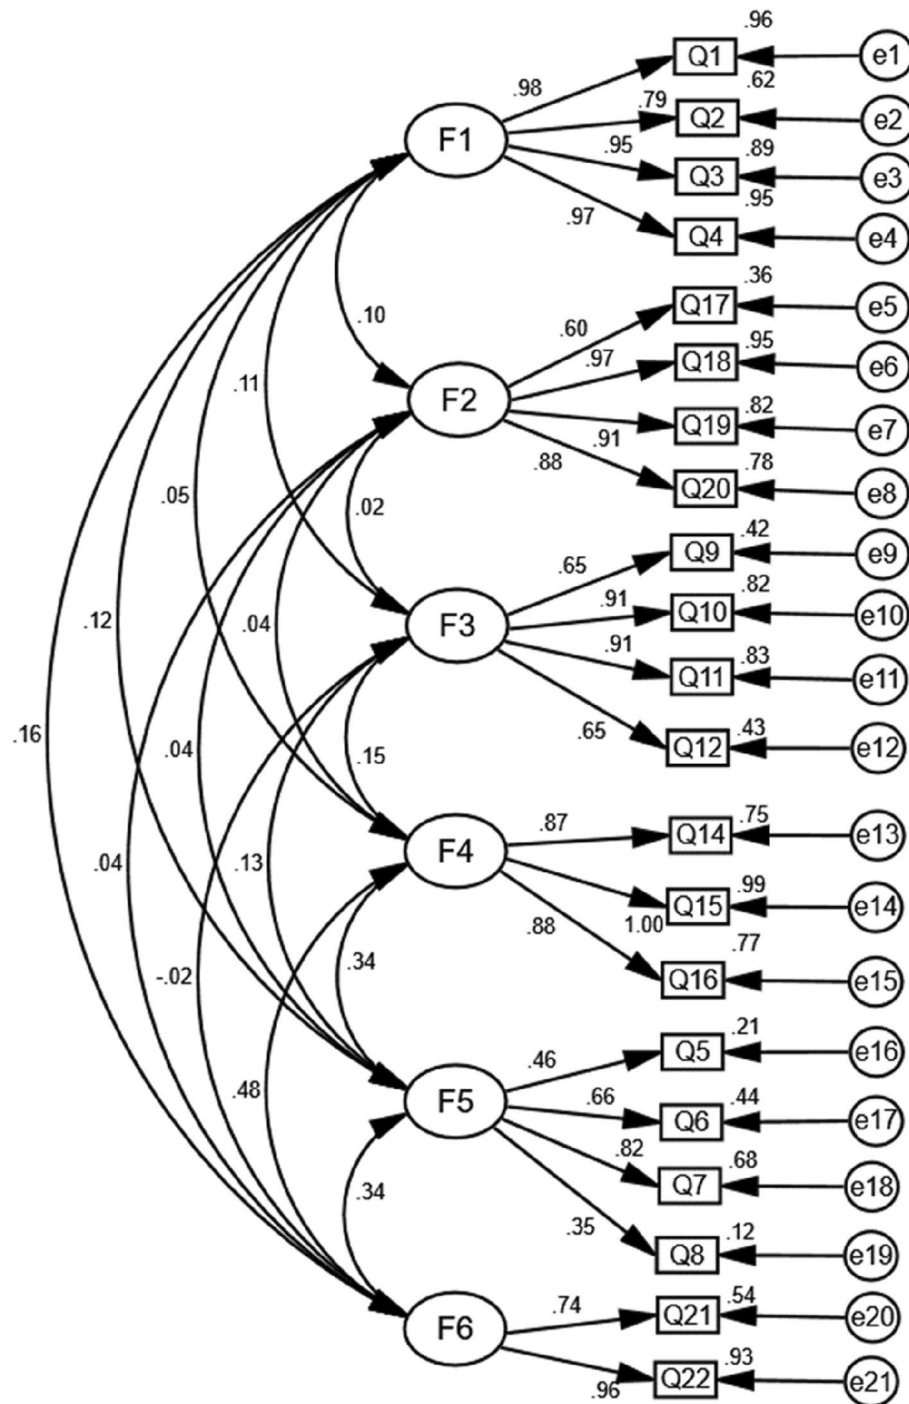 .96
Q1
e1
.98
.62
.79
Q2
e2
F1
.95
.89
Q3
e3
.97
.95
Q4
e4
.36
Q17
e5
.10
.60
.95
.97
Q18
e6
.11
F2
.82
Q19
e7
.91
.88
.78
Q20
e8
.05
.02
.42
Q9
e9
.65
.82
.91
Q10
e10
.12
.04
F3
.91
.83
Q11
e11
.16
.04
.15
.65
.43
Q12
e12
.87
.75
Q14
e13
.04
.13
F4
.99
Q15
e14
1.00
.88
.77
Q16
e15
-.02
.34
.21
Q5
e16
.46
.48
F5
.66
.44
Q6
e17
.82
.68
Q7
e18
.34
.35
.12
Q8
e19
.54
.74
Q21
e20
F6
.93
Q22
e21
.96